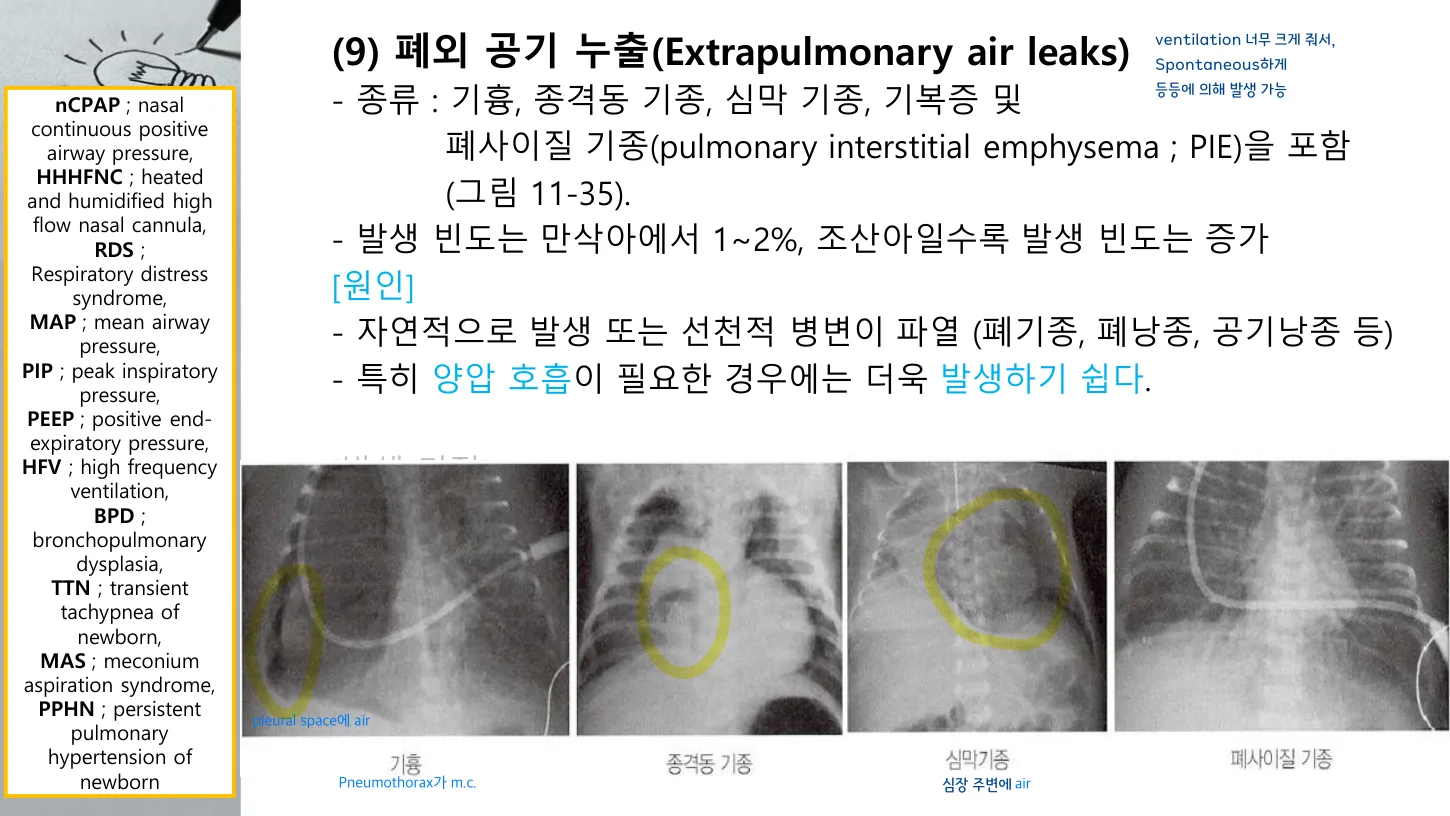 nCPAP ; nasal
continuous positive
airway pressure,
HHHFNC ; heated
and humidified high
flow nasal cannula,
RDS ;
Respiratory distress
syndrome,
MAP ; mean airway
pressure,
PIP ; peak inspiratory
pressure,
PEEP ; positive end-
expiratory pressure,
HFV ; high frequency
ventilation,
BPD ;
bronchopulmonary
dysplasia,
TTN ; transient
tachypnea of
newborn,
MAS ; meconium
aspiration syndrome,
PPHN ; persistent
pulmonary
hypertension of
newborn
(9) 폐외 공기 누출(Extrapulmonary air leaks)
ventilation 너무 크게 줘서,
Spontaneous하게
등등에 의해 발생 가능
- 종류 : 기흉, 종격동 기종, 심막 기종, 기복증 및
폐사이질 기종(pulmonary interstitial emphysema ; PIE)을 포함
(그림 11-35).
- 발생 빈도는 만삭아에서 1~2%, 조산아일수록 발생 빈도는 증가
[원인]
- 자연적으로 발생 또는 선천적 병변이 파열 (폐기종, 폐낭종, 공기낭종 등)
- 특히 양압 호흡이 필요한 경우에는 더욱 발생하기 쉽다.
pleural space에 air
기흉
종격동 기종
심막기종
폐사이질 기종
Pneumothorax가 m.c.
심장 주변에 air